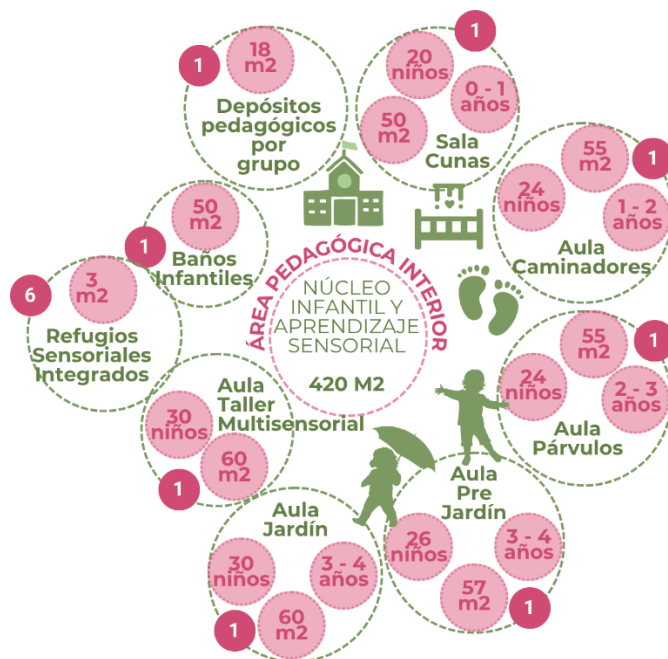 ÁREA PEDAGÓGICA INTERIOR
NÚCLEO
INFANTIL Y
APRENDIZAJE
SENSORIAL
420 M2
1
18
m2
Depósitos
pedagógicos
por
grupo
1
20
niños
0 - 1
años
50
m2
Sala
Cunas
1
55
m2
24
niños
1 - 2
años
Aula
Caminadores
1
55
m2
24
niños
2 - 3
años
Aula
Párvulos
Aula
Pre
Jardín
26
niños
3 - 4
años
57
m2
1
Aula
Jardín
30
niños
3 - 4
años
60
m2
1
Aula
Taller
Multisensorial
30
niños
60
m2
1
6
3
m2
Refugios
Sensoriales
Integrados
1
50
m2
Baños
Infantiles